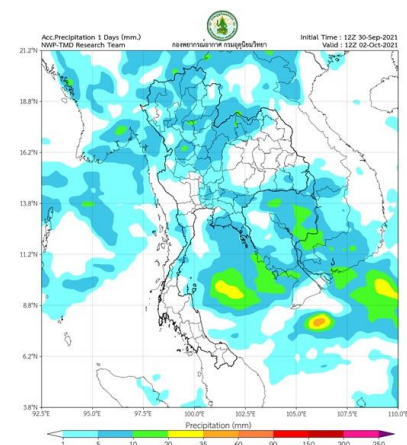 Acc.Precipitation 1 Days (mm.)
NWP-TMD Research Team
กองพยากรณ์อากาศ กรมอุตุนิยมวิทยา
Initial Time : 12Z 30-Sep-2021
Valid : 12Z 02-Oct-2021
21.2°N
18.8°N
16.2°N
13.8°N
11.2°N
8.8°N
6.2°N
3.8°N
92.5°E 95.0°E 97.5°E 100.0°E 102.5°E 105.0°E 107.5°E 110.0°E
Precipitation (mm)
1 5 10 20 35 60 90 150 200 250